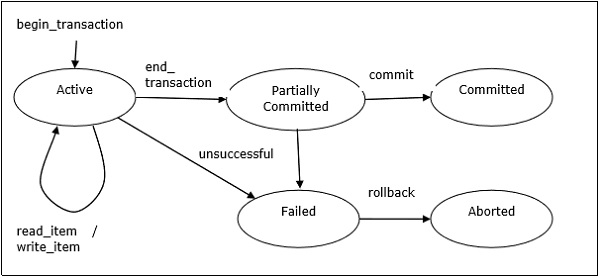 begin_transaction
end_
transaction
commit
Active
Partially
Committed
Committed
unsuccessful
rollback
Failed
Aborted
read_item /
write_item